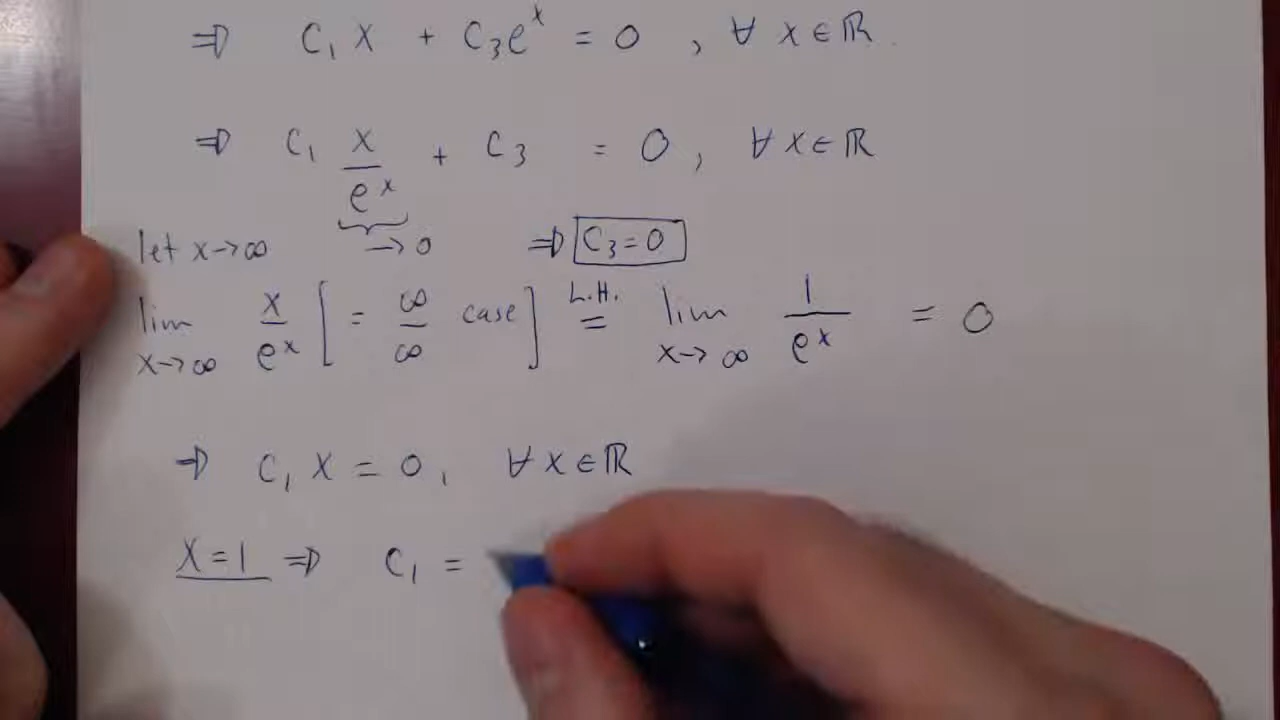 ⇒ C₁ x + C₃eˣ = 0 , ∀ x ∈ ℝ
⇒ C₁ x/eˣ + C₃ = 0 , ∀ x ∈ ℝ
let x→∞ →0 ⇒ C₃ = 0
lim x→∞ x/eˣ [ = ∞/∞ case ] L.H. = lim x→∞ 1/eˣ = 0
⇒ C₁ x = 0 , ∀ x ∈ ℝ
x = 1 ⇒ C₁ =